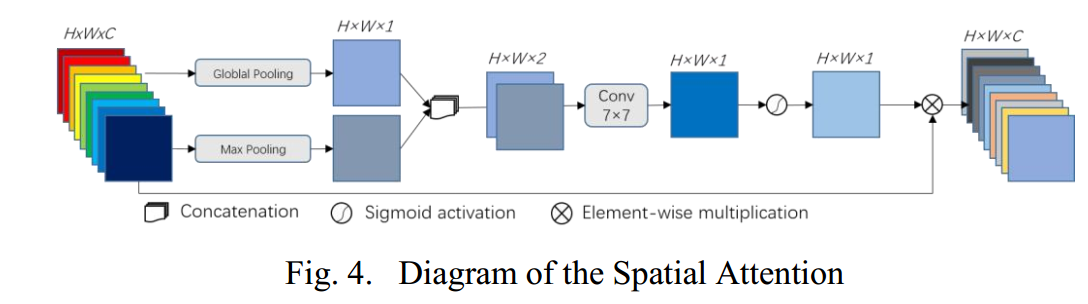 H×W×C
H×W×1
Globlal Pooling
Max Pooling
H×W×2
Conv
7×7
H×W×1
H×W×1
H×W×C
Concatenation
Sigmoid activation
Element-wise multiplication
Fig. 4. Diagram of the Spatial Attention